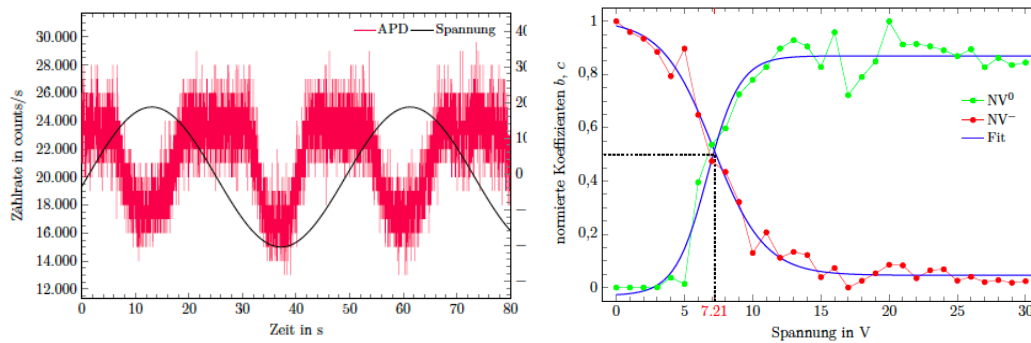 APD Spannung
30.000
28.000
26.000
24.000
22.000
20.000
18.000
16.000
14.000
12.000
Zählrate in counts/s
0 10 20 30 40 50 60 70 80
Zeit in s
40
30
20
10
0
1
0,8
0,6
0,4
0,2
0
normierte Koeffizienten b, c
NV⁰
NV⁻
Fit
0 5 7.21 10 15 20 25 30
Spannung in V